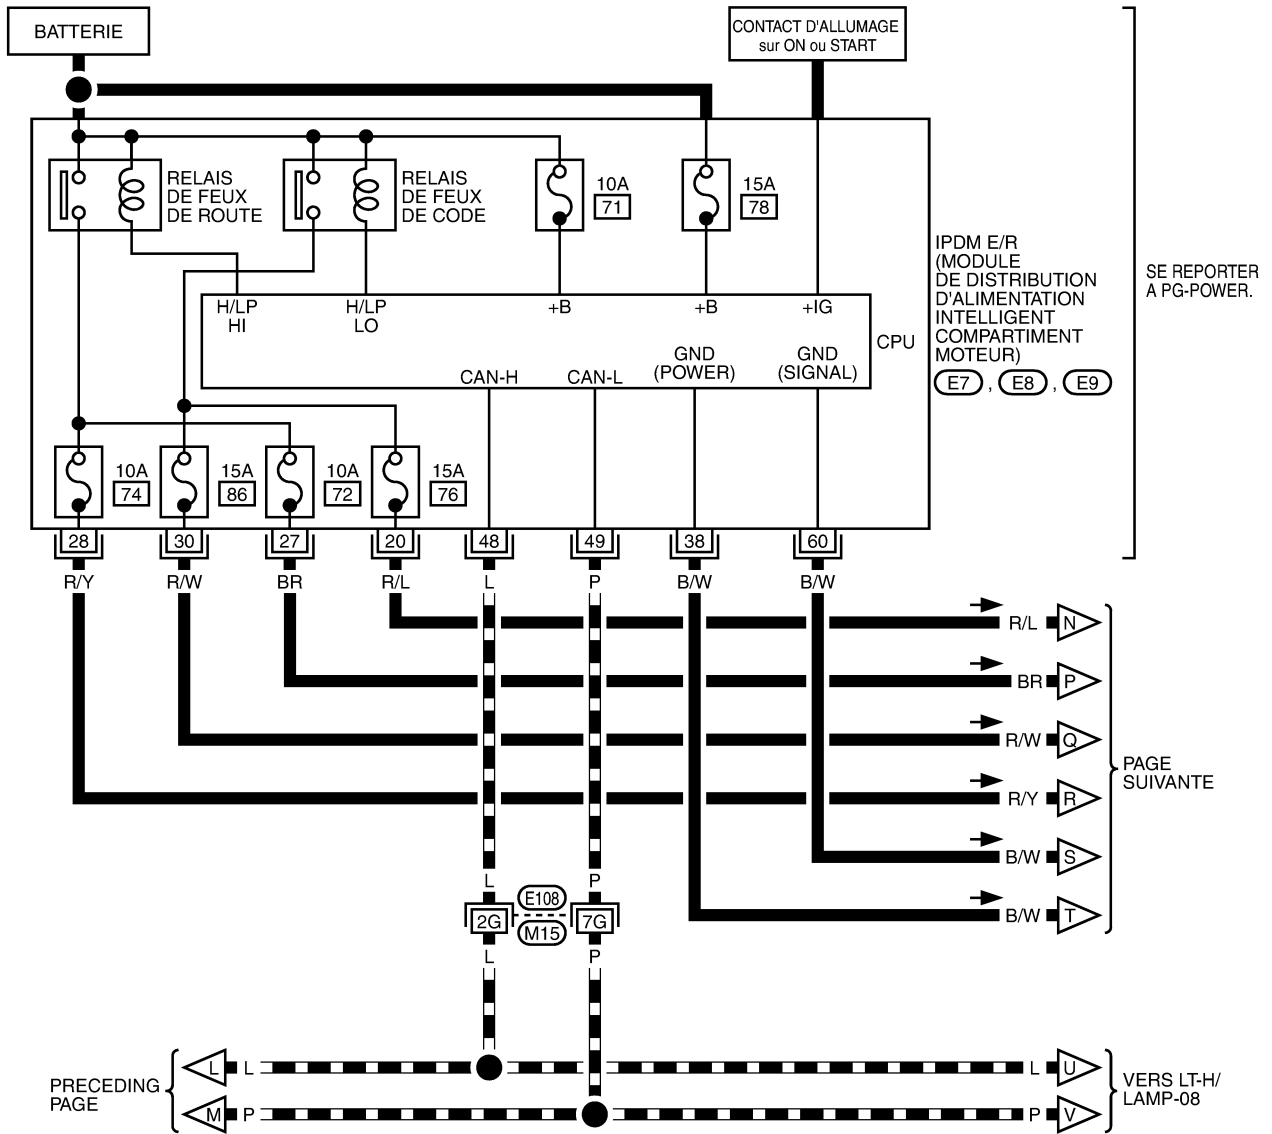 BATTERIE
CONTACT D'ALLUMAGE
sur ON ou START
RELAIS
DE FEUX
DE ROUTE
RELAIS
DE FEUX
DE CODE
10A
71
15A
78
IPDM E/R
(MODULE
DE DISTRIBUTION
D'ALIMENTATION
INTELLIGENT
COMPARTIMENT
MOTEUR)
E7 , E8 , E9
SE REPORTER
A PG-POWER.
H/LP
HI
H/LP
LO
+B
+B
+IG
CPU
CAN-H
CAN-L
GND
(POWER)
GND
(SIGNAL)
10A
74
15A
86
10A
72
15A
76
28
30
27
20
48
49
38
60
R/Y
R/W
BR
R/L
L
P
B/W
B/W
R/L N
BR P
R/W Q
R/Y R
B/W S
B/W T
PAGE
SUIVANTE
L
P
E108
2G
7G
M15
L
P
PRECEDING
PAGE
L L
M P
L U
P V
VERS LT-H/
LAMP-08